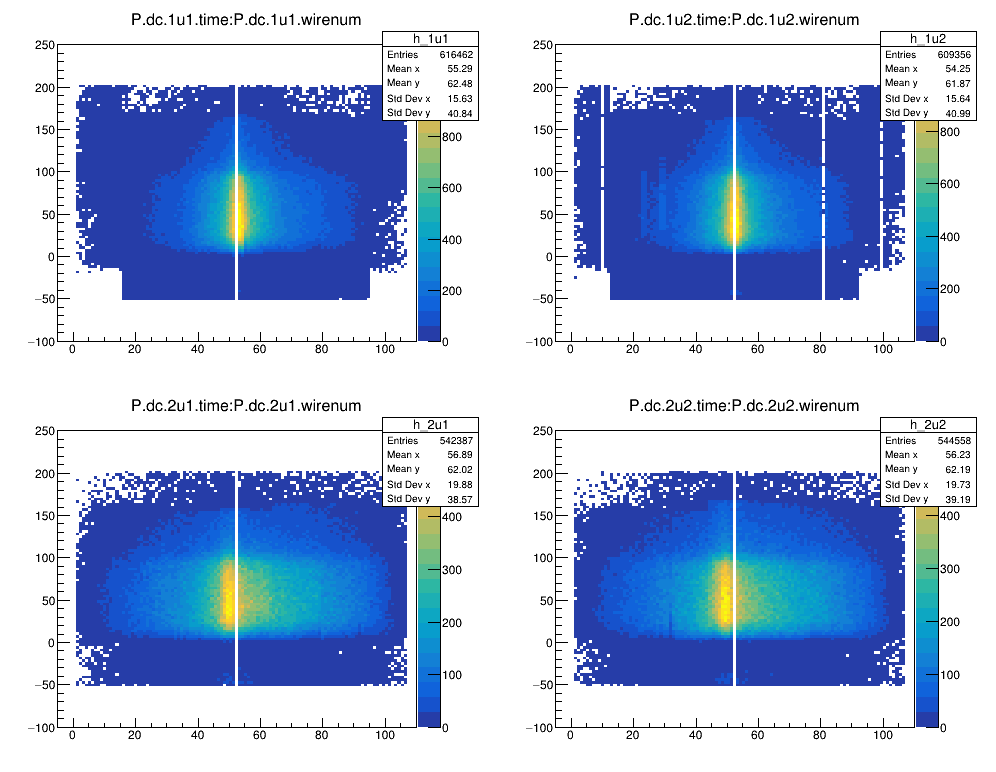 P.dc.1u1.time:P.dc.1u1.wirenum
h_1u1
Entries 616462
Mean x 55.29
Mean y 62.48
Std Dev x 15.63
Std Dev y 40.84
250
200
150
100
50
0
−50
−100
0 20 40 60 80 100
800
600
400
200
0
P.dc.1u2.time:P.dc.1u2.wirenum
h_1u2
Entries 609356
Mean x 54.25
Mean y 61.87
Std Dev x 15.64
Std Dev y 40.99
250
200
150
100
50
0
−50
−100
0 20 40 60 80 100
800
600
400
200
0
P.dc.2u1.time:P.dc.2u1.wirenum
h_2u1
Entries 542387
Mean x 56.89
Mean y 62.02
Std Dev x 19.88
Std Dev y 38.57
250
200
150
100
50
0
−50
−100
0 20 40 60 80 100
400
300
200
100
0
P.dc.2u2.time:P.dc.2u2.wirenum
h_2u2
Entries 544558
Mean x 56.23
Mean y 62.19
Std Dev x 19.73
Std Dev y 39.19
250
200
150
100
50
0
−50
−100
0 20 40 60 80 100
400
300
200
100
0